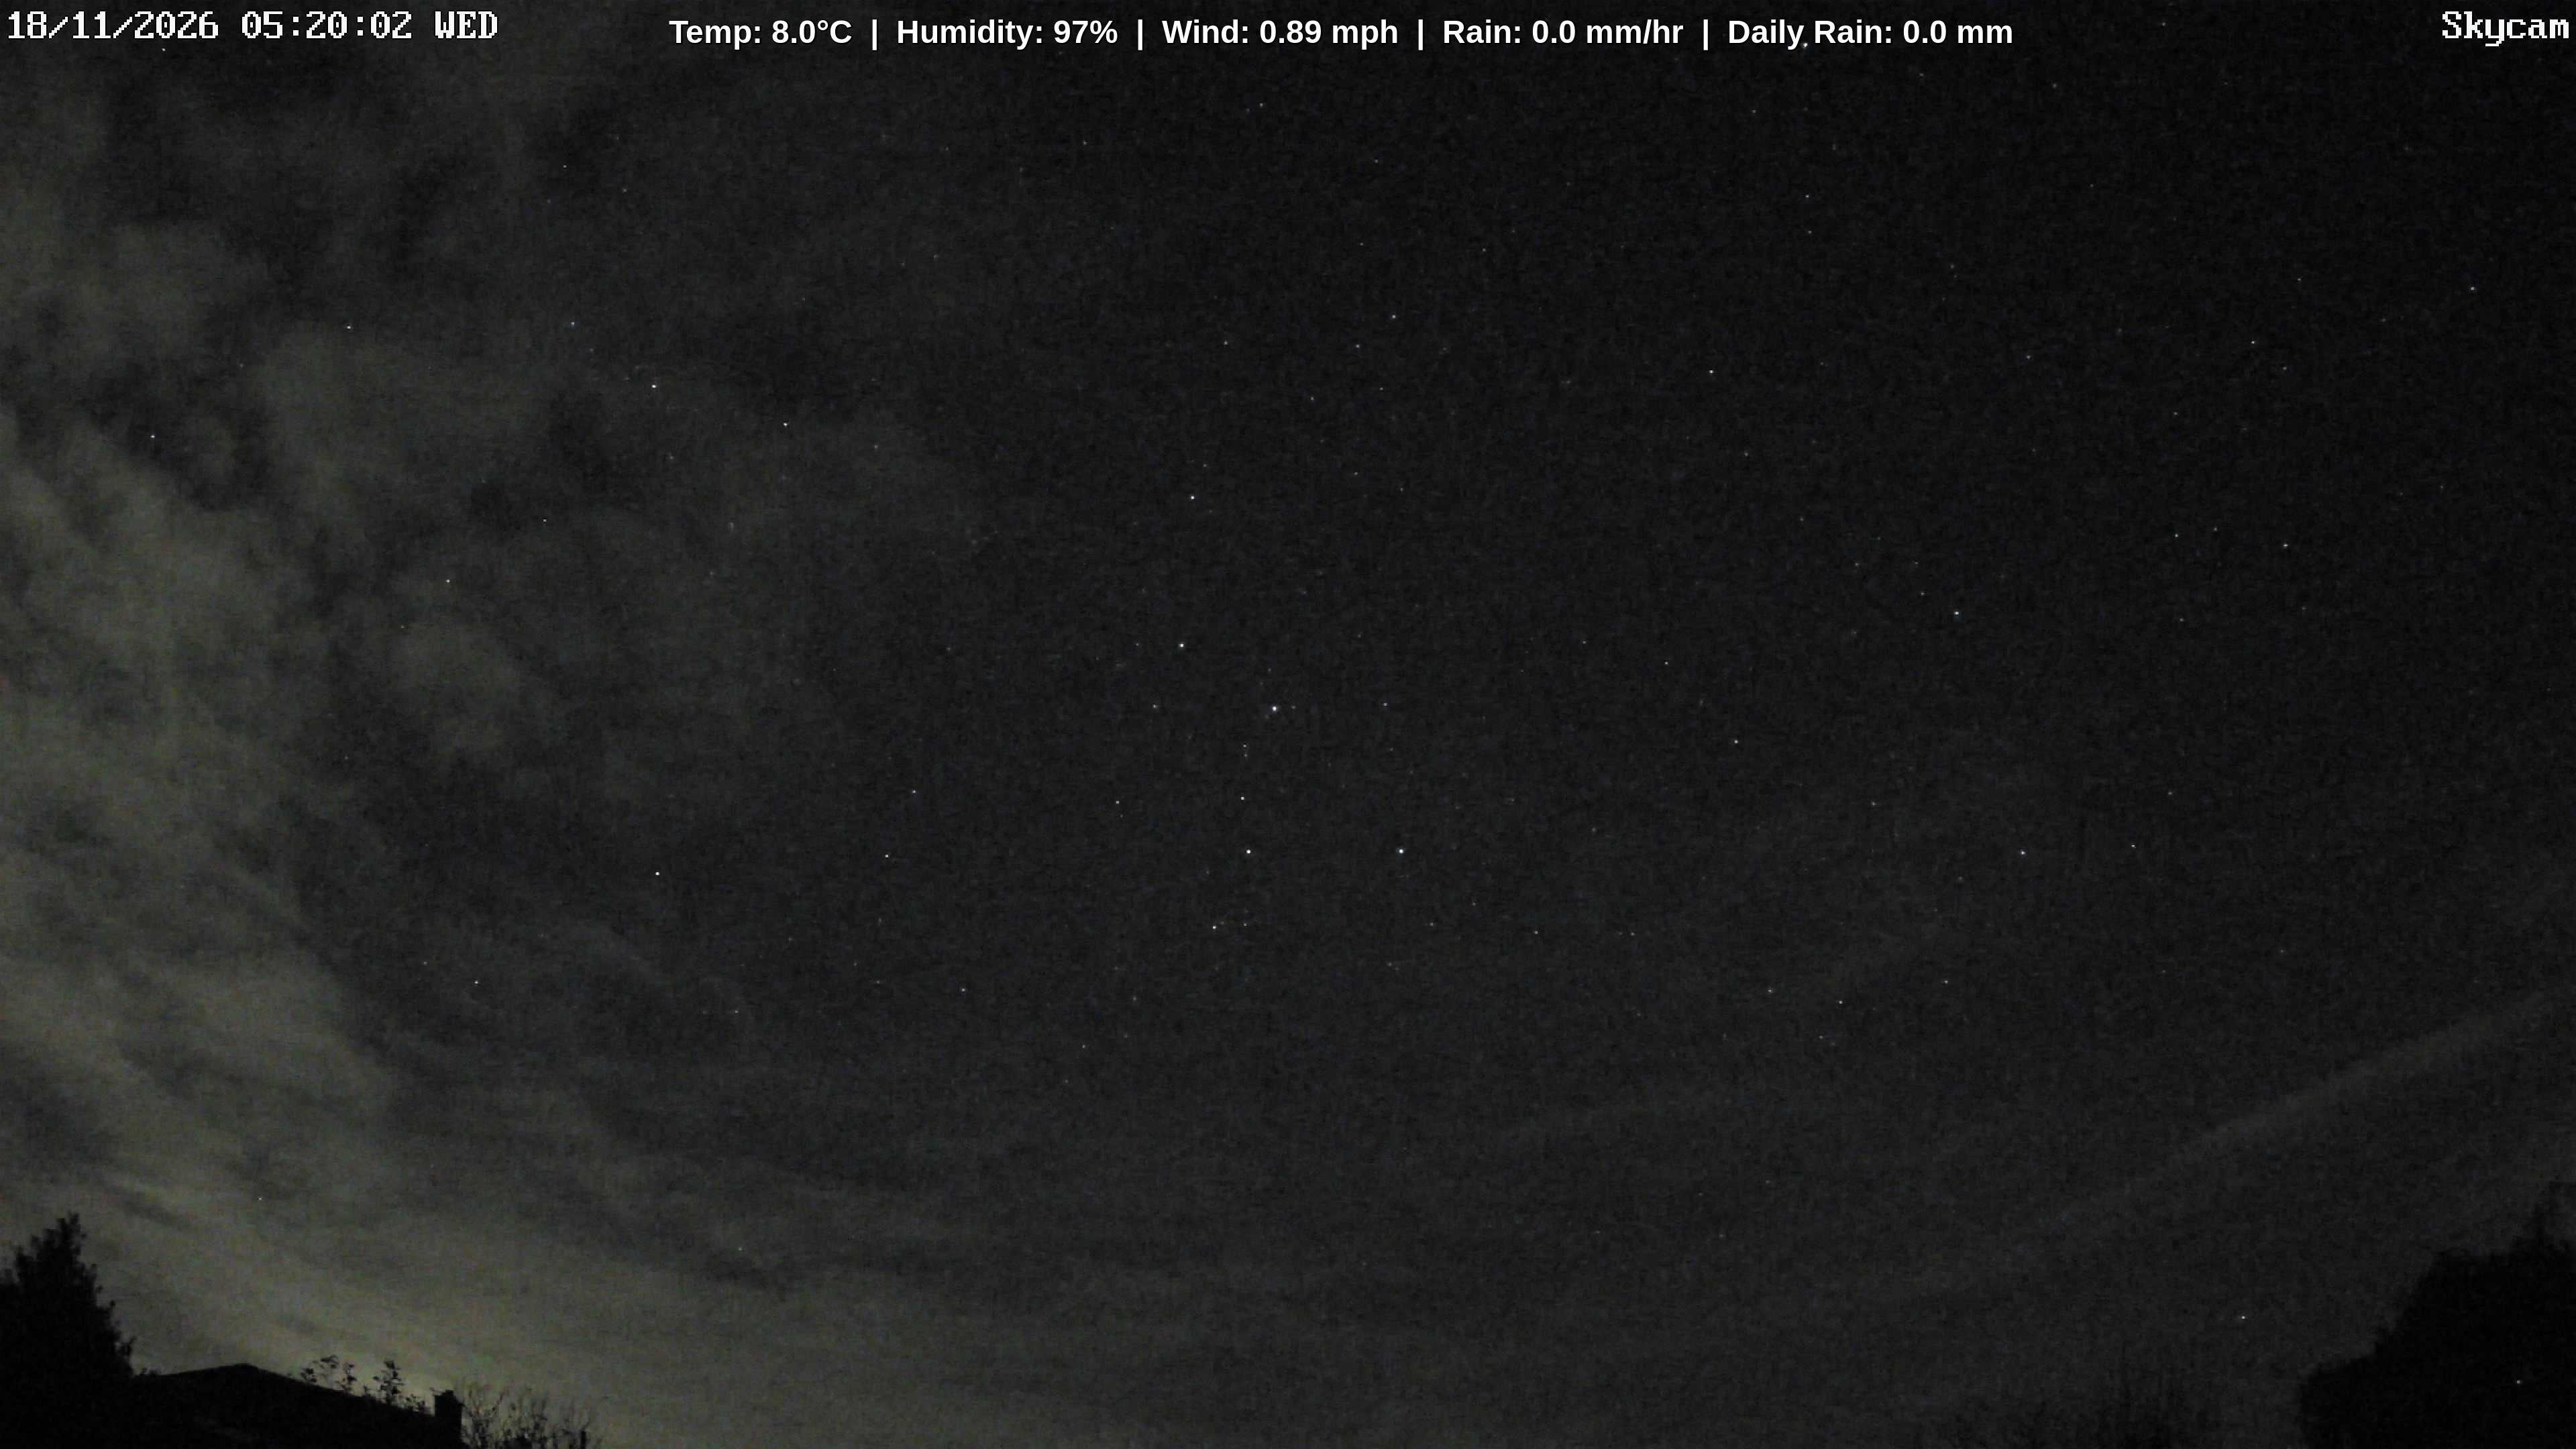 18/11/2026 05:20:02 WED
Temp: 8.0°C | Humidity: 97% | Wind: 0.89 mph | Rain: 0.0 mm/hr | Daily Rain: 0.0 mm
Skycam